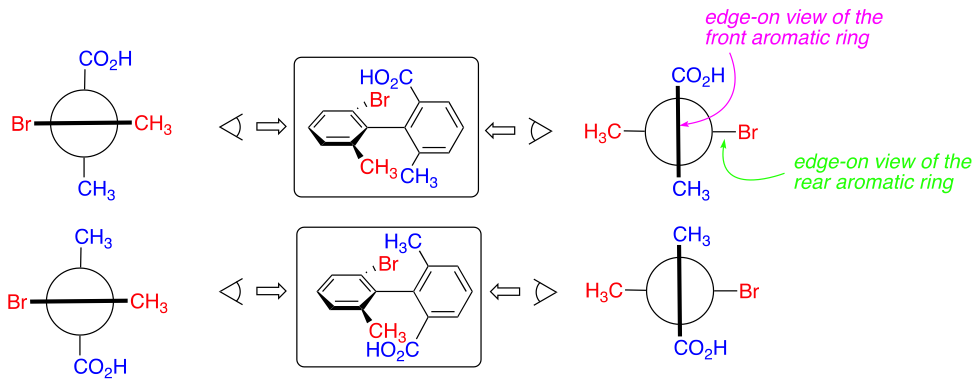 edge-on view of the
front aromatic ring
CO₂H
Br
CH₃
CH₃
HO₂C
Br
CH₃
CH₃
CO₂H
H₃C
Br
CH₃
edge-on view of the
rear aromatic ring
CH₃
Br
CH₃
CO₂H
H₃C
Br
CH₃
HO₂C
CH₃
H₃C
Br
CO₂H